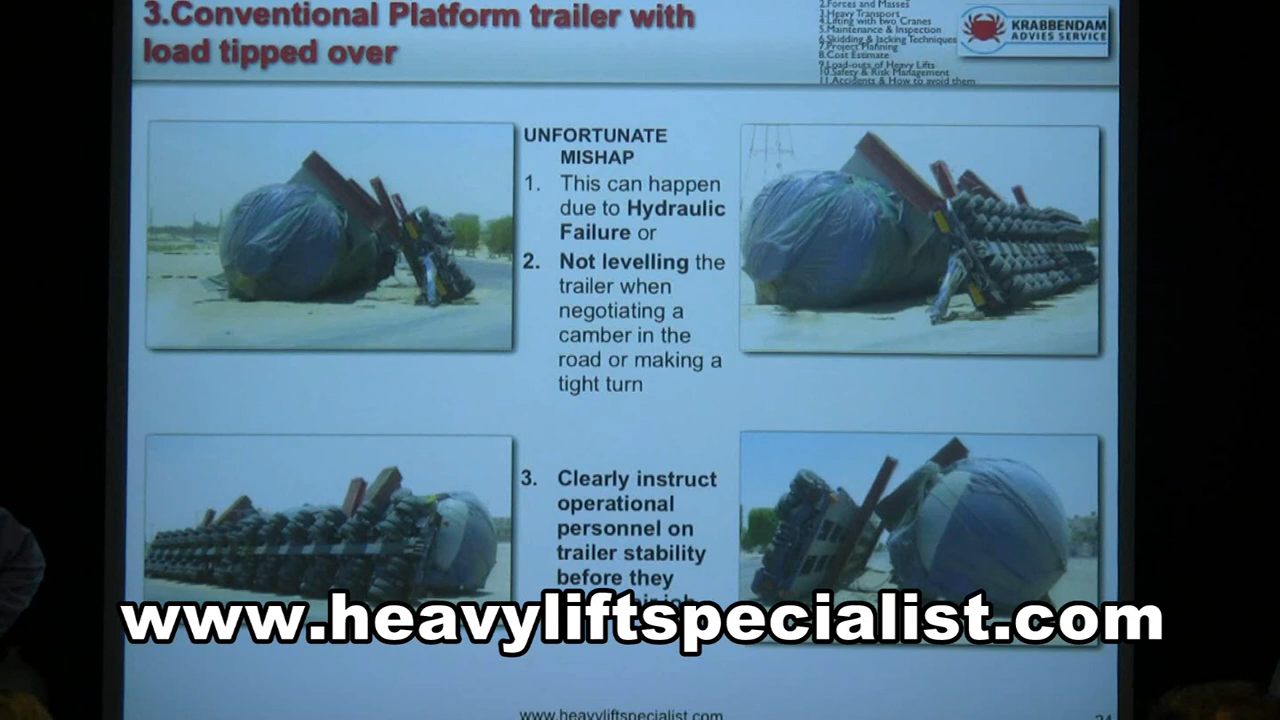 3.Conventional Platform trailer with
load tipped over
2.Forces and Masses
3.Heavy Transport
4.Lifting with two Cranes
5.Maintenance & Inspection
6.Skidding & Jacking Techniques
7.Project Planning
8.Cost Estimate
9.Load-outs of Heavy Lifts
10.Safety & Risk Management
11.Accidents & How to avoid them
KRABBENDAM
ADVIES SERVICE
UNFORTUNATE
MISHAP
1. This can happen
due to Hydraulic
Failure or
2. Not levelling the
trailer when
negotiating a
camber in the
road or making a
tight turn
3. Clearly instruct
operational
personnel on
trailer stability
before they
job
www.heavyliftspecialist.com
www.heavyliftspecialist.com